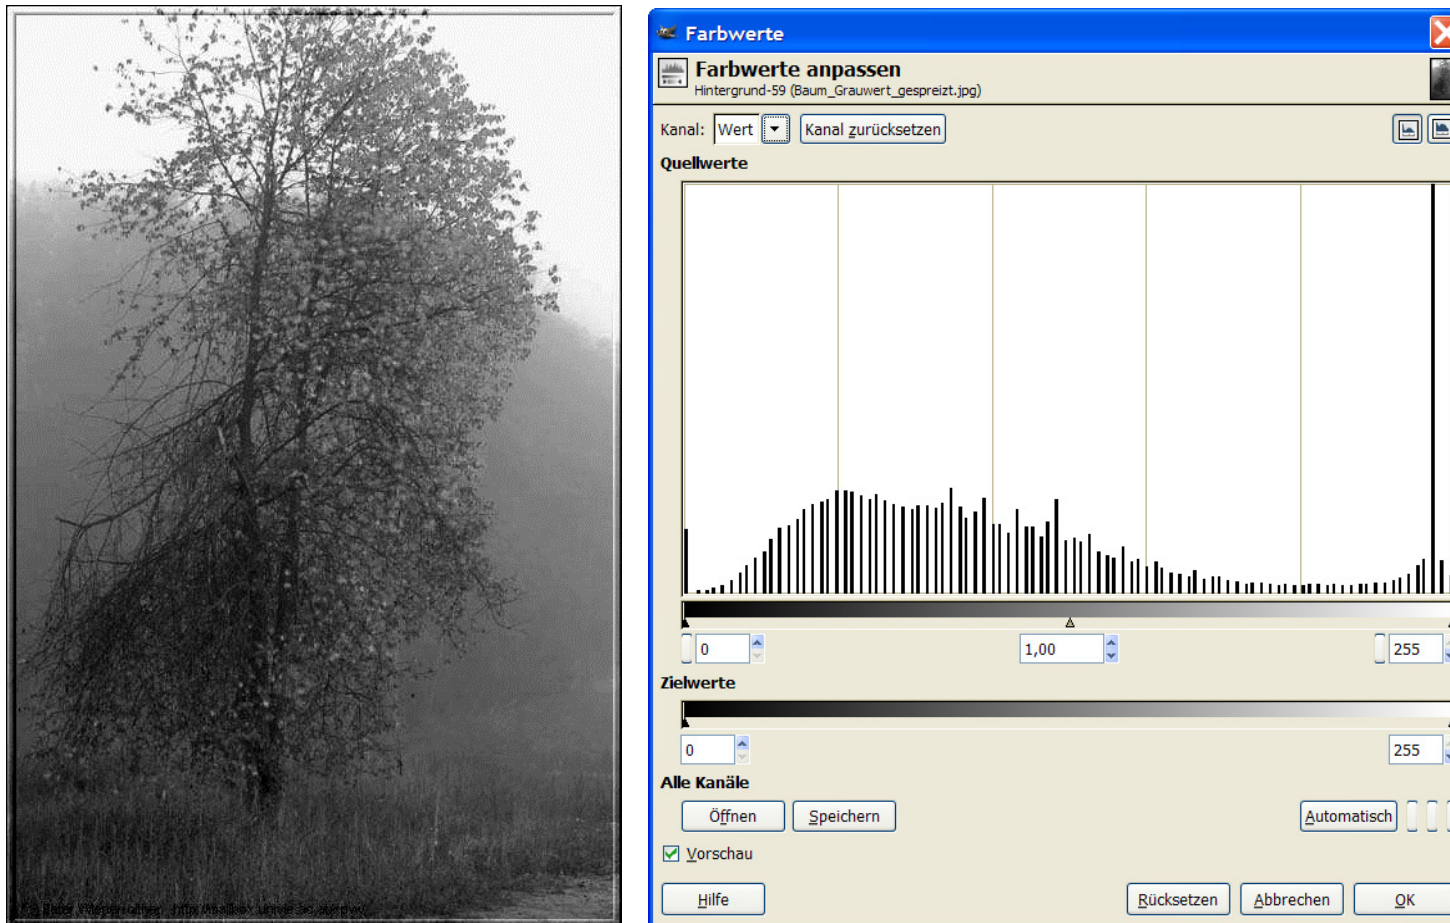 Farbwerte
Farbwerte anpassen
Hintergrund-59 (Baum_Grauwert_gespreizt.jpg)
Kanal: Wert Kanal zurücksetzen
Quellwerte
0 1,00 255
Zielwerte
0 255
Alle Kanäle
Öffnen Speichern Automatisch
Vorschau
Hilfe Rücksetzen Abbrechen OK